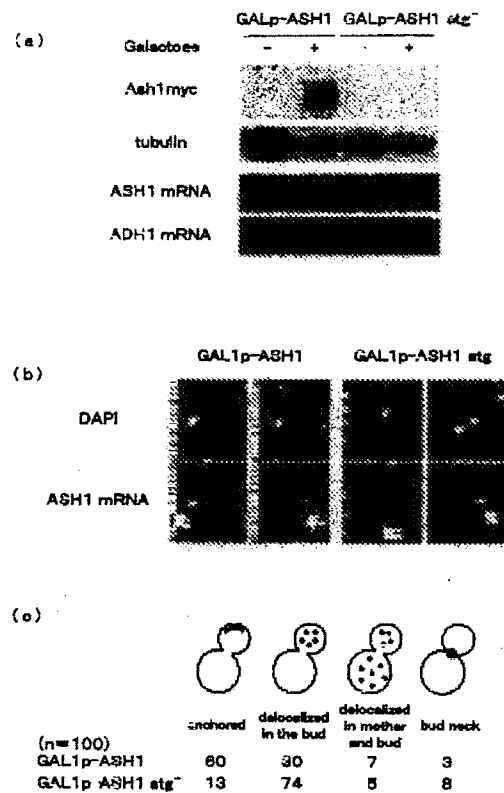 (a)
GALp-ASH1 GALp-ASH1 atg⁻
Galactoes - + - +
Ash1myc
tubulin
ASH1 mRNA
ADH1 mRNA
(b)
GAL1p-ASH1 GAL1p-ASH1 atg
DAPI
ASH1 mRNA
(c)
anchored delocalized in the bud delocalized in mother and bud bud neck
(n=100)
GAL1p-ASH1 60 30 7 3
GAL1p-ASH1 atg⁻ 13 74 5 8